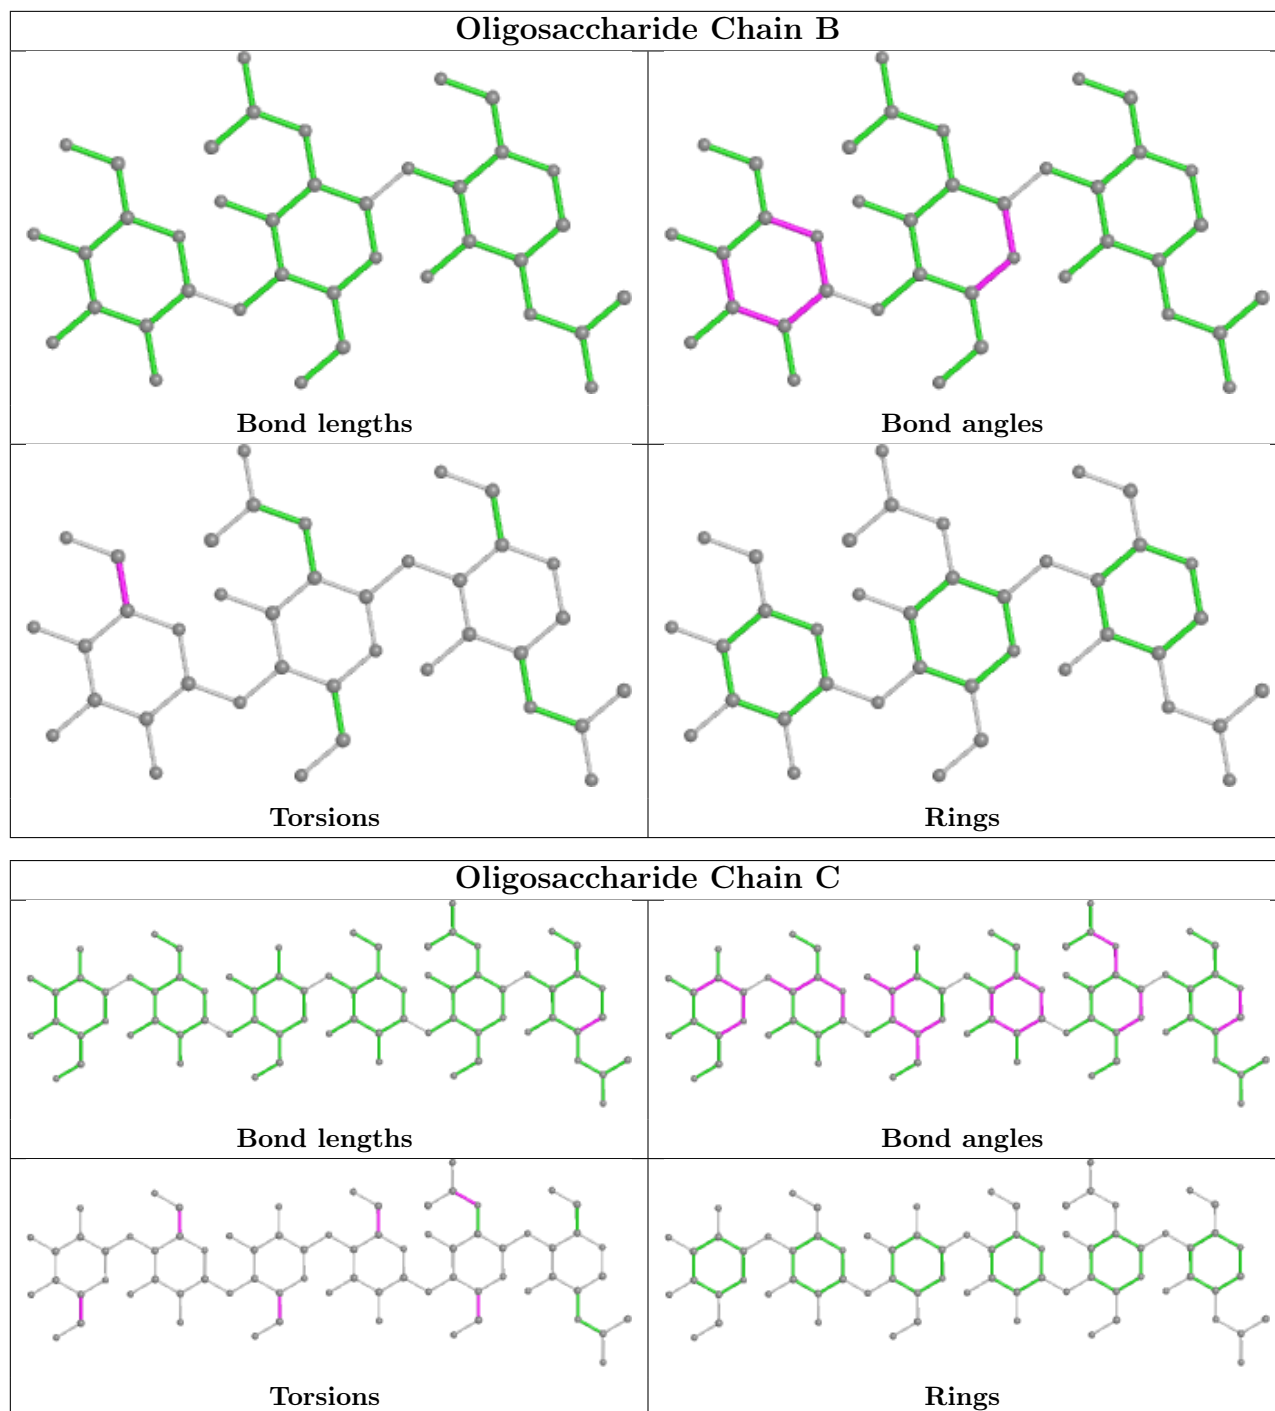 Oligosaccharide Chain B
Bond lengths
Bond angles
Torsions
Rings
Oligosaccharide Chain C
Bond lengths
Bond angles
Torsions
Rings